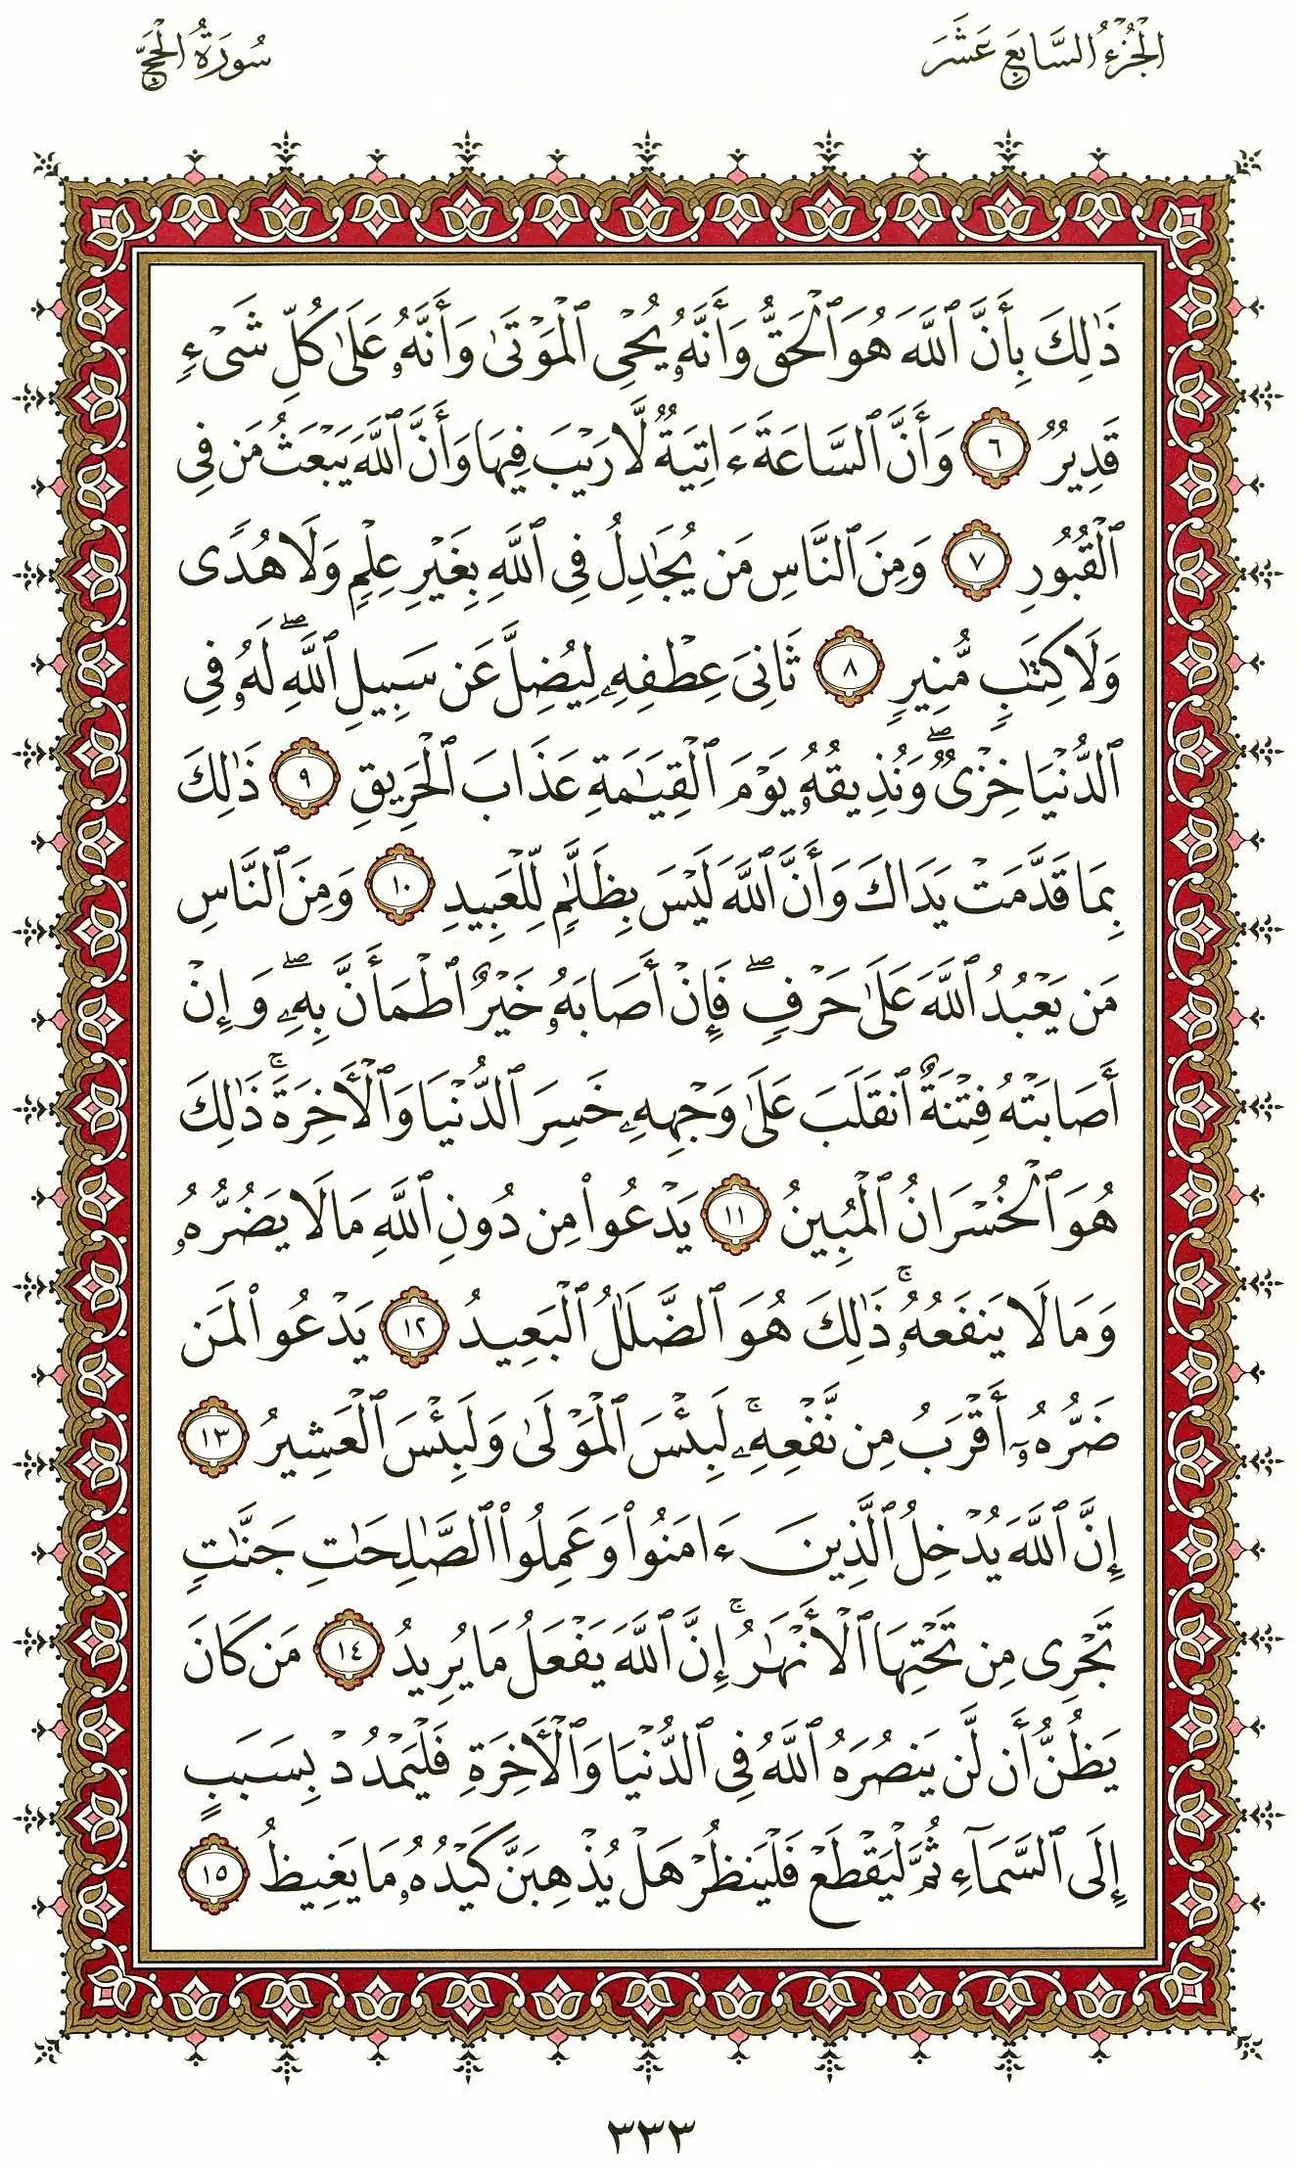 الجزء السابع عشر
سورة الحج
ذَٰلِكَ بِأَنَّ ٱللَّهَ هُوَ ٱلْحَقُّ وَأَنَّهُۥ يُحْىِ ٱلْمَوْتَىٰ وَأَنَّهُۥ عَلَىٰ كُلِّ شَىْءٍ
قَدِيرٌ ٦ وَأَنَّ ٱلسَّاعَةَ ءَاتِيَةٌ لَّا رَيْبَ فِيهَا وَأَنَّ ٱللَّهَ يَبْعَثُ مَن فِى
ٱلْقُبُورِ ٧ وَمِنَ ٱلنَّاسِ مَن يُجَٰدِلُ فِى ٱللَّهِ بِغَيْرِ عِلْمٍ وَلَا هُدًى
وَلَا كِتَٰبٍ مُّنِيرٍ ٨ ثَانِىَ عِطْفِهِۦ لِيُضِلَّ عَن سَبِيلِ ٱللَّهِ ۖ لَهُۥ فِى
ٱلدُّنْيَا خِزْىٌ ۖ وَنُذِيقُهُۥ يَوْمَ ٱلْقِيَٰمَةِ عَذَابَ ٱلْحَرِيقِ ٩ ذَٰلِكَ
بِمَا قَدَّمَتْ يَدَاكَ وَأَنَّ ٱللَّهَ لَيْسَ بِظَلَّٰمٍ لِّلْعَبِيدِ ١٠ وَمِنَ ٱلنَّاسِ
مَن يَعْبُدُ ٱللَّهَ عَلَىٰ حَرْفٍ ۖ فَإِنْ أَصَابَهُۥ خَيْرٌ ٱطْمَأَنَّ بِهِۦ ۖ وَإِنْ
أَصَابَتْهُ فِتْنَةٌ ٱنقَلَبَ عَلَىٰ وَجْهِهِۦ خَسِرَ ٱلدُّنْيَا وَٱلْأَخِرَةَ ۚ ذَٰلِكَ
هُوَ ٱلْخُسْرَانُ ٱلْمُبِينُ ١١ يَدْعُوا۟ مِن دُونِ ٱللَّهِ مَا لَا يَضُرُّهُۥ
وَمَا لَا يَنفَعُهُۥ ۚ ذَٰلِكَ هُوَ ٱلضَّلَٰلُ ٱلْبَعِيدُ ١٢ يَدْعُوا۟ لَمَن
ضَرُّهُۥٓ أَقْرَبُ مِن نَّفْعِهِۦ ۚ لَبِئْسَ ٱلْمَوْلَىٰ وَلَبِئْسَ ٱلْعَشِيرُ ١٣
إِنَّ ٱللَّهَ يُدْخِلُ ٱلَّذِينَ ءَامَنُوا۟ وَعَمِلُوا۟ ٱلصَّٰلِحَٰتِ جَنَّٰتٍ
تَجْرِى مِن تَحْتِهَا ٱلْأَنْهَٰرُ ۚ إِنَّ ٱللَّهَ يَفْعَلُ مَا يُرِيدُ ١٤ مَن كَانَ
يَظُنُّ أَن لَّن يَنصُرَهُ ٱللَّهُ فِى ٱلدُّنْيَا وَٱلْأَخِرَةِ فَلْيَمْدُدْ بِسَبَبٍ
إِلَى ٱلسَّمَآءِ ثُمَّ لْيَقْطَعْ فَلْيَنظُرْ هَلْ يُذْهِبَنَّ كَيْدُهُۥ مَا يَغِيظُ ١٥
٣٣٣